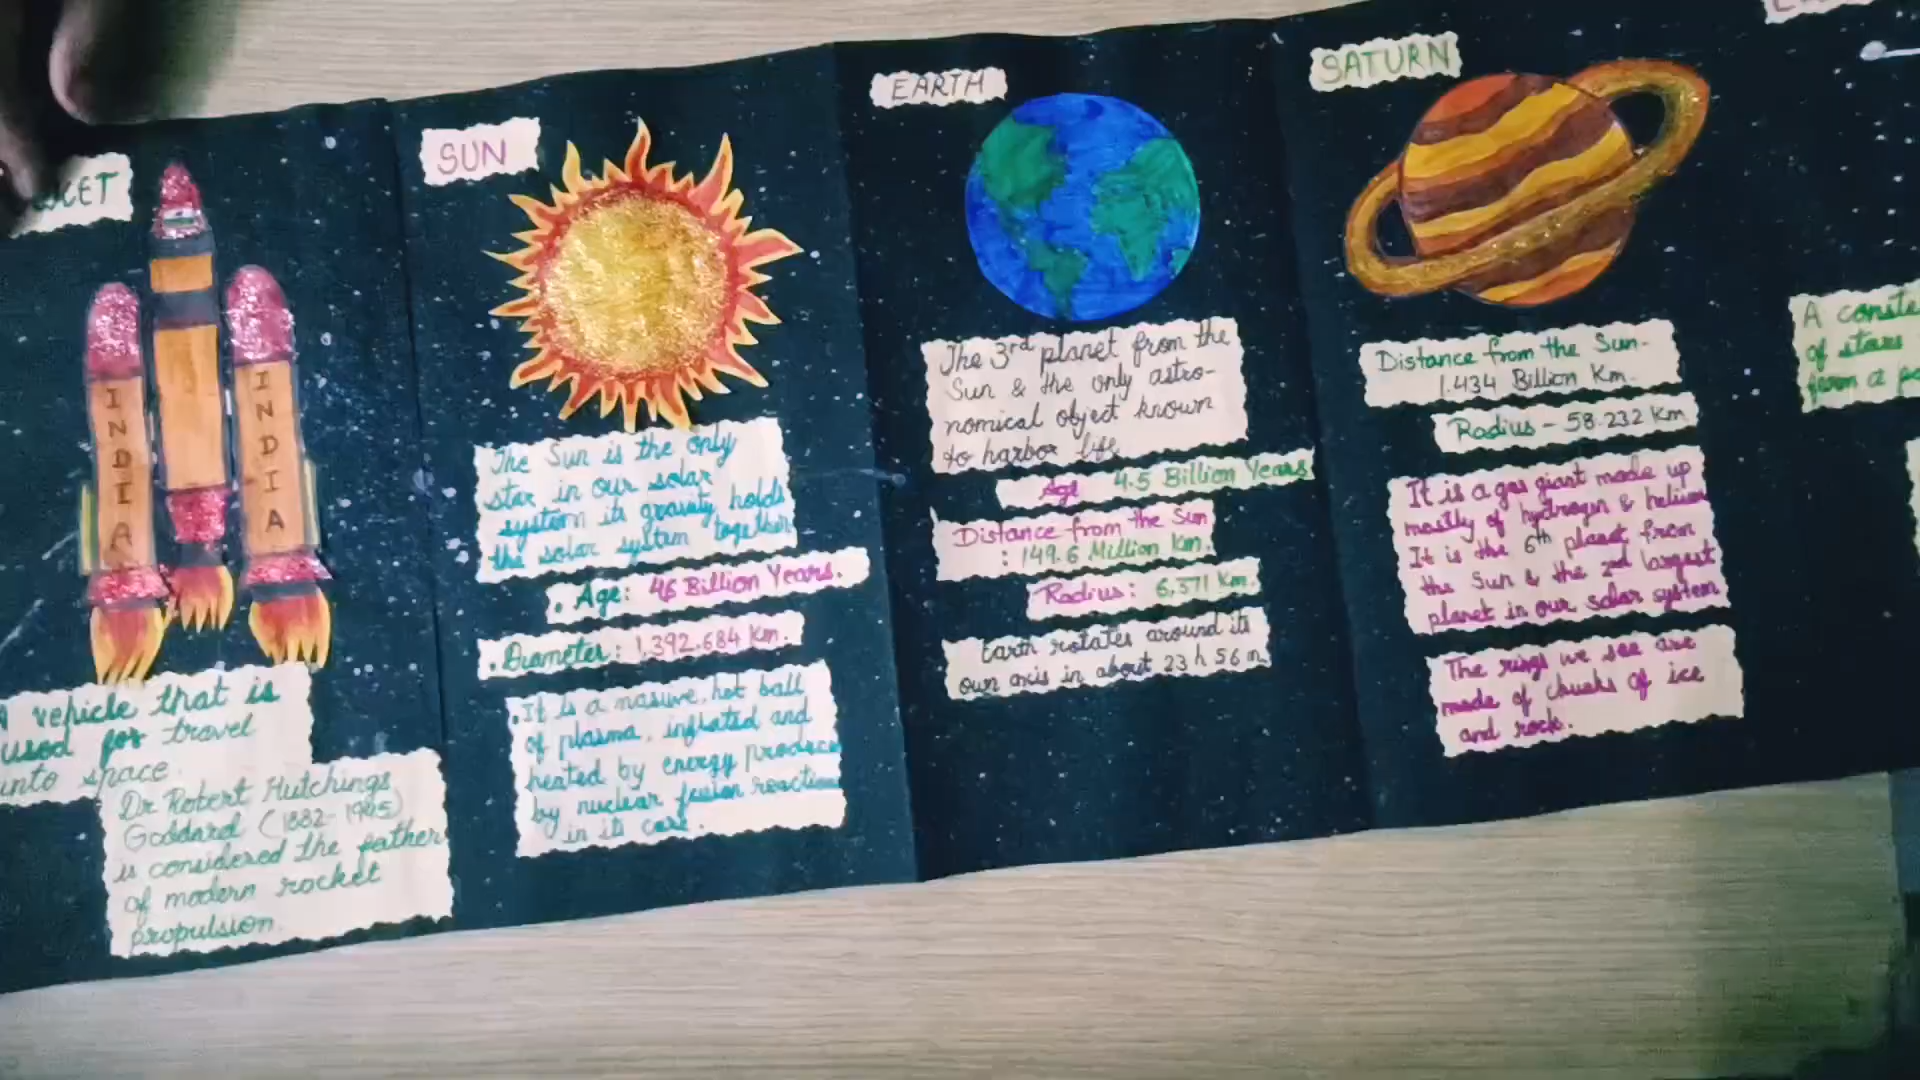 INDIA
INDIA
A vehicle that is
used for travel
into space.
Dr Robert Hutchings
Goddard (1882-1945)
is considered the father
of modern rocket
propulsion.
SUN
The Sun is the only
star in our solar
system its gravity holds
the solar system together
. Age: 46 Billion Years.
. Diameter: 1,392.684 Km.
.It is a massive, hot ball
of plasma, inflated and
heated by energy produced
by nuclear fusion reactions
in its core.
EARTH
The 3rd planet from the
Sun & the only astro-
nomical object known
to harbor life
Age 4.5 Billion Years
Distance from the Sun
: 149.6 Million Km.
Radius: 6,371 Km.
Earth rotates around its
own axis in about 23 h 56 m
SATURN
Distance from the Sun-
1.434 Billion Km.
Radius - 58.232 Km
It is a gas giant made up
mostly of hydrogen & helium
It is the 6th planet from
the Sun & the 2nd largest
planet in our solar system
The rings we see are
made of chunks of ice
and rock.
A
of stars
from a